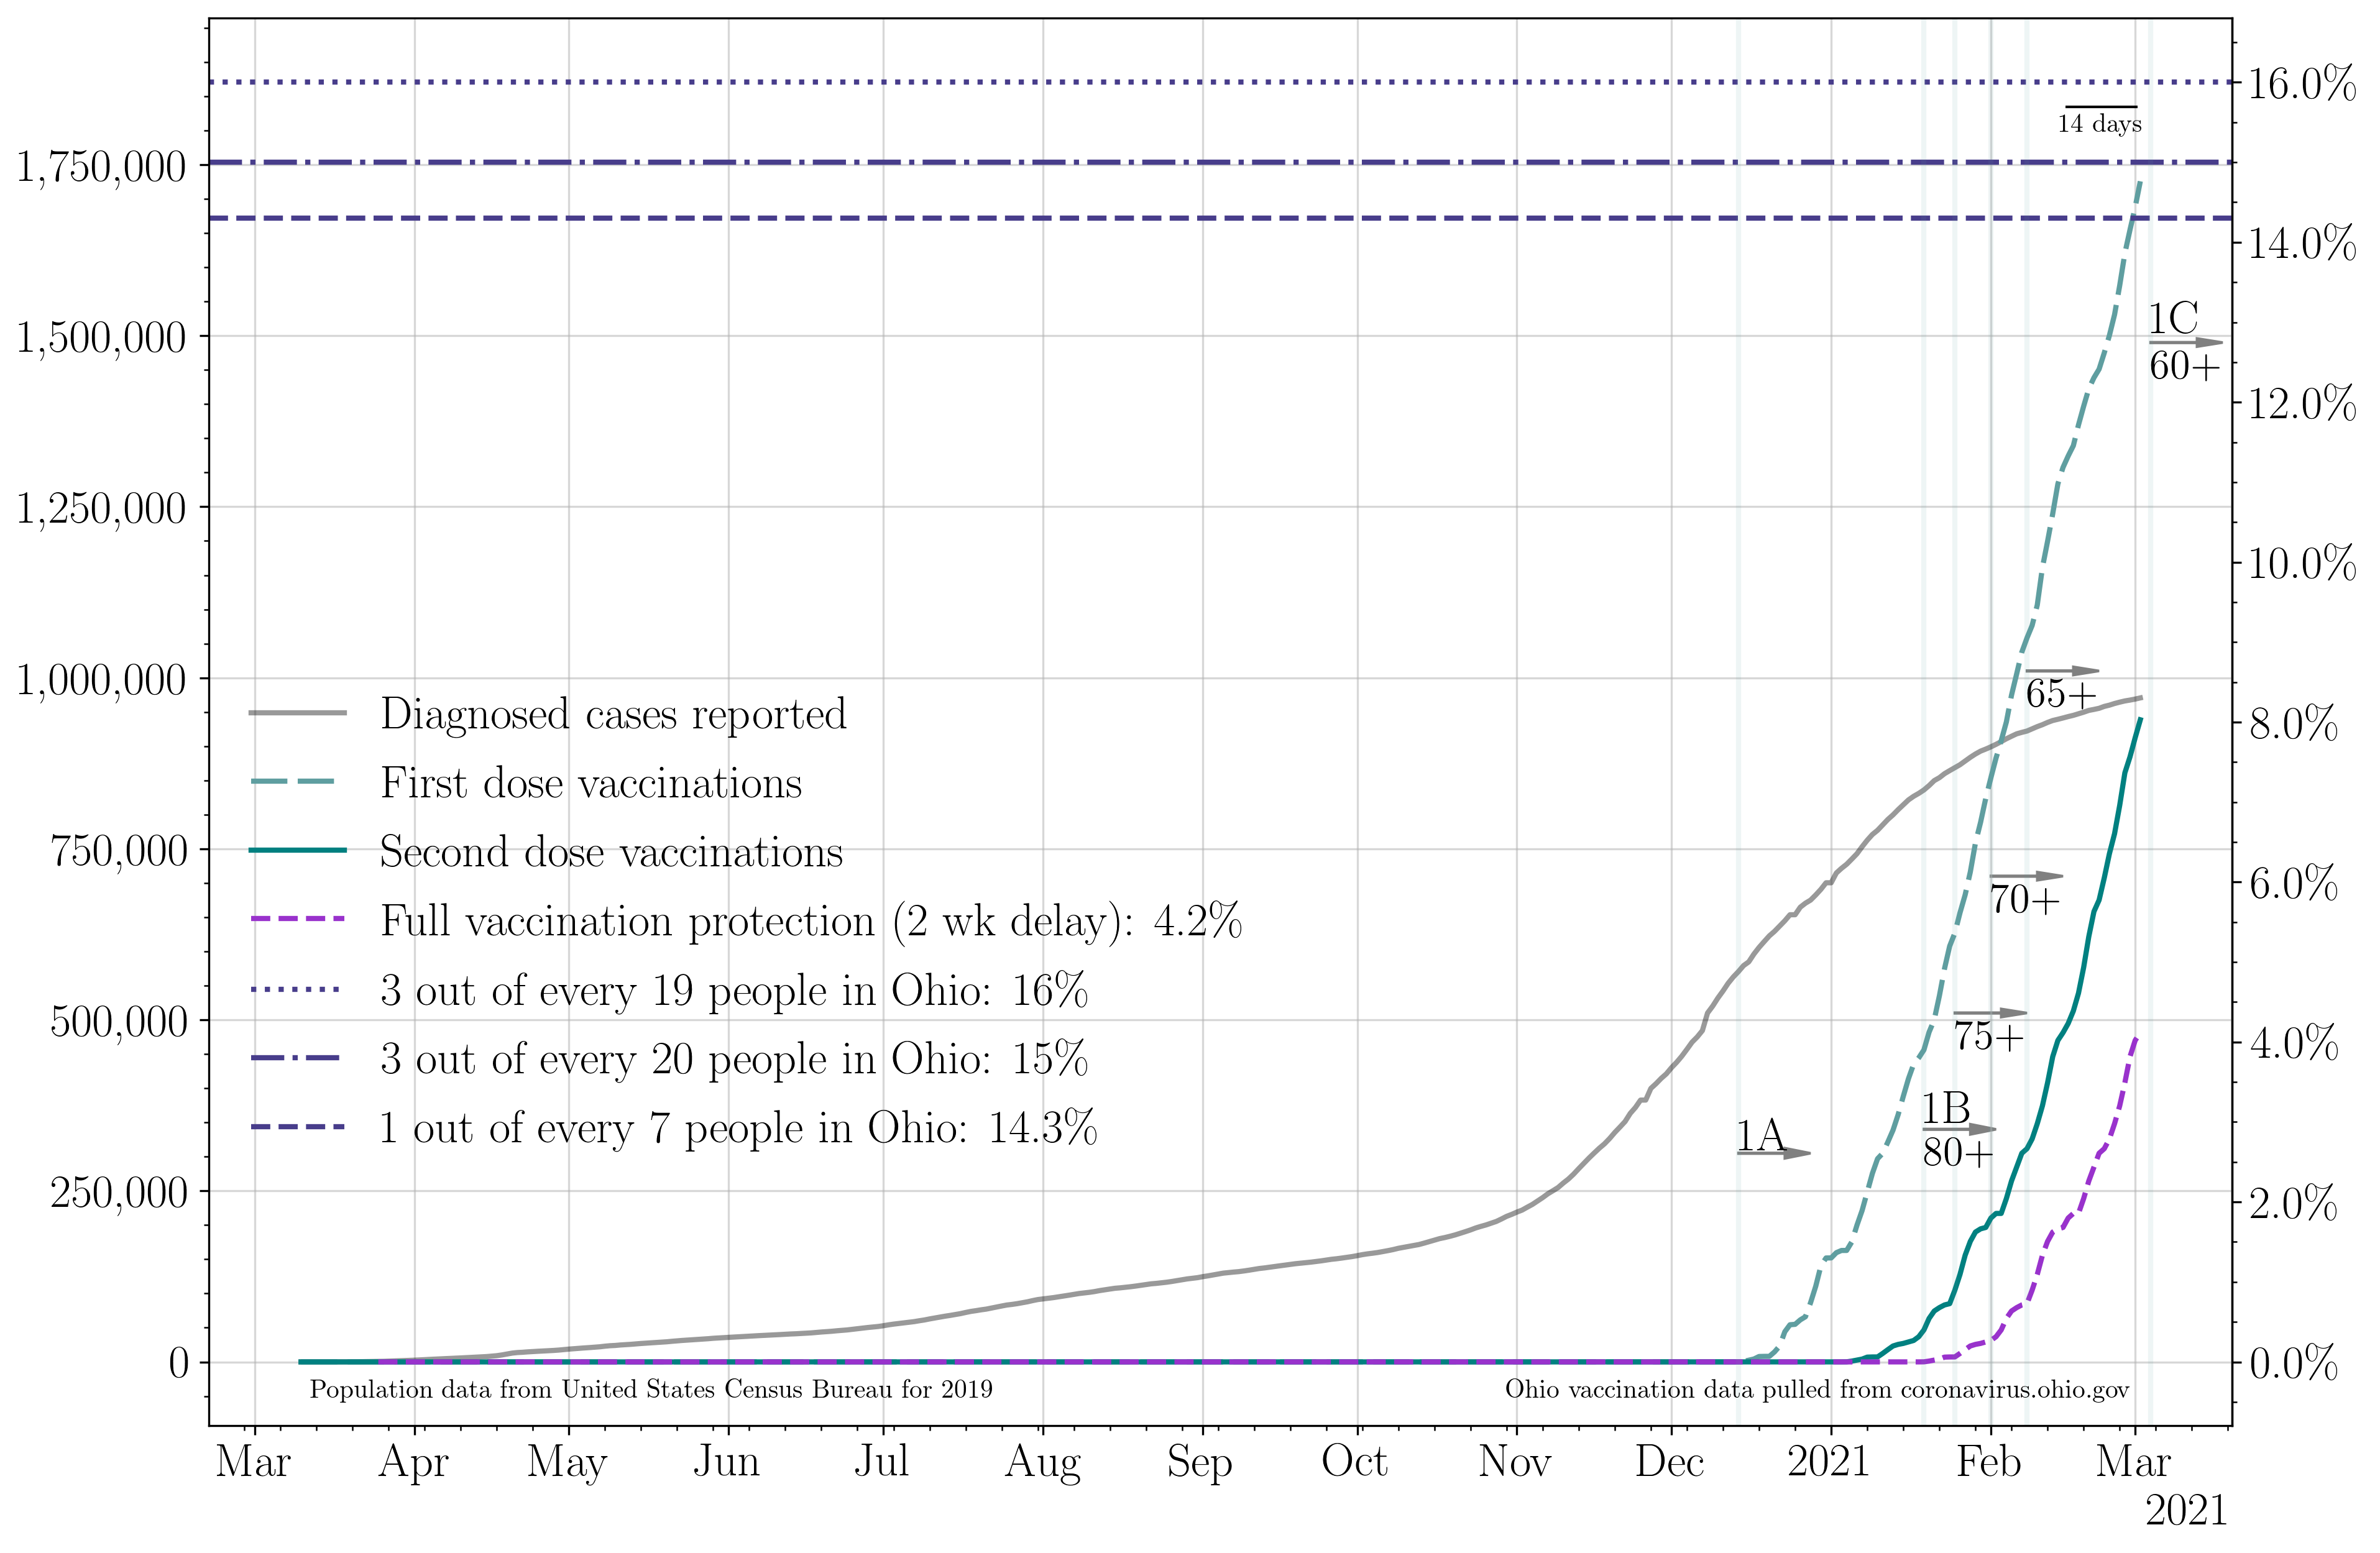 16.0%
14 days
1,750,000
14.0%
1,500,000
1C
60+
12.0%
1,250,000
10.0%
1,000,000
65+
8.0%
Diagnosed cases reported
First dose vaccinations
750,000
Second dose vaccinations
6.0%
70+
Full vaccination protection (2 wk delay): 4.2%
3 out of every 19 people in Ohio: 16%
500,000
75+
4.0%
3 out of every 20 people in Ohio: 15%
1 out of every 7 people in Ohio: 14.3%
1A
1B
80+
250,000
2.0%
0
0.0%
Population data from United States Census Bureau for 2019
Ohio vaccination data pulled from coronavirus.ohio.gov
Mar Apr May Jun Jul Aug Sep Oct Nov Dec 2021 Feb Mar
2021